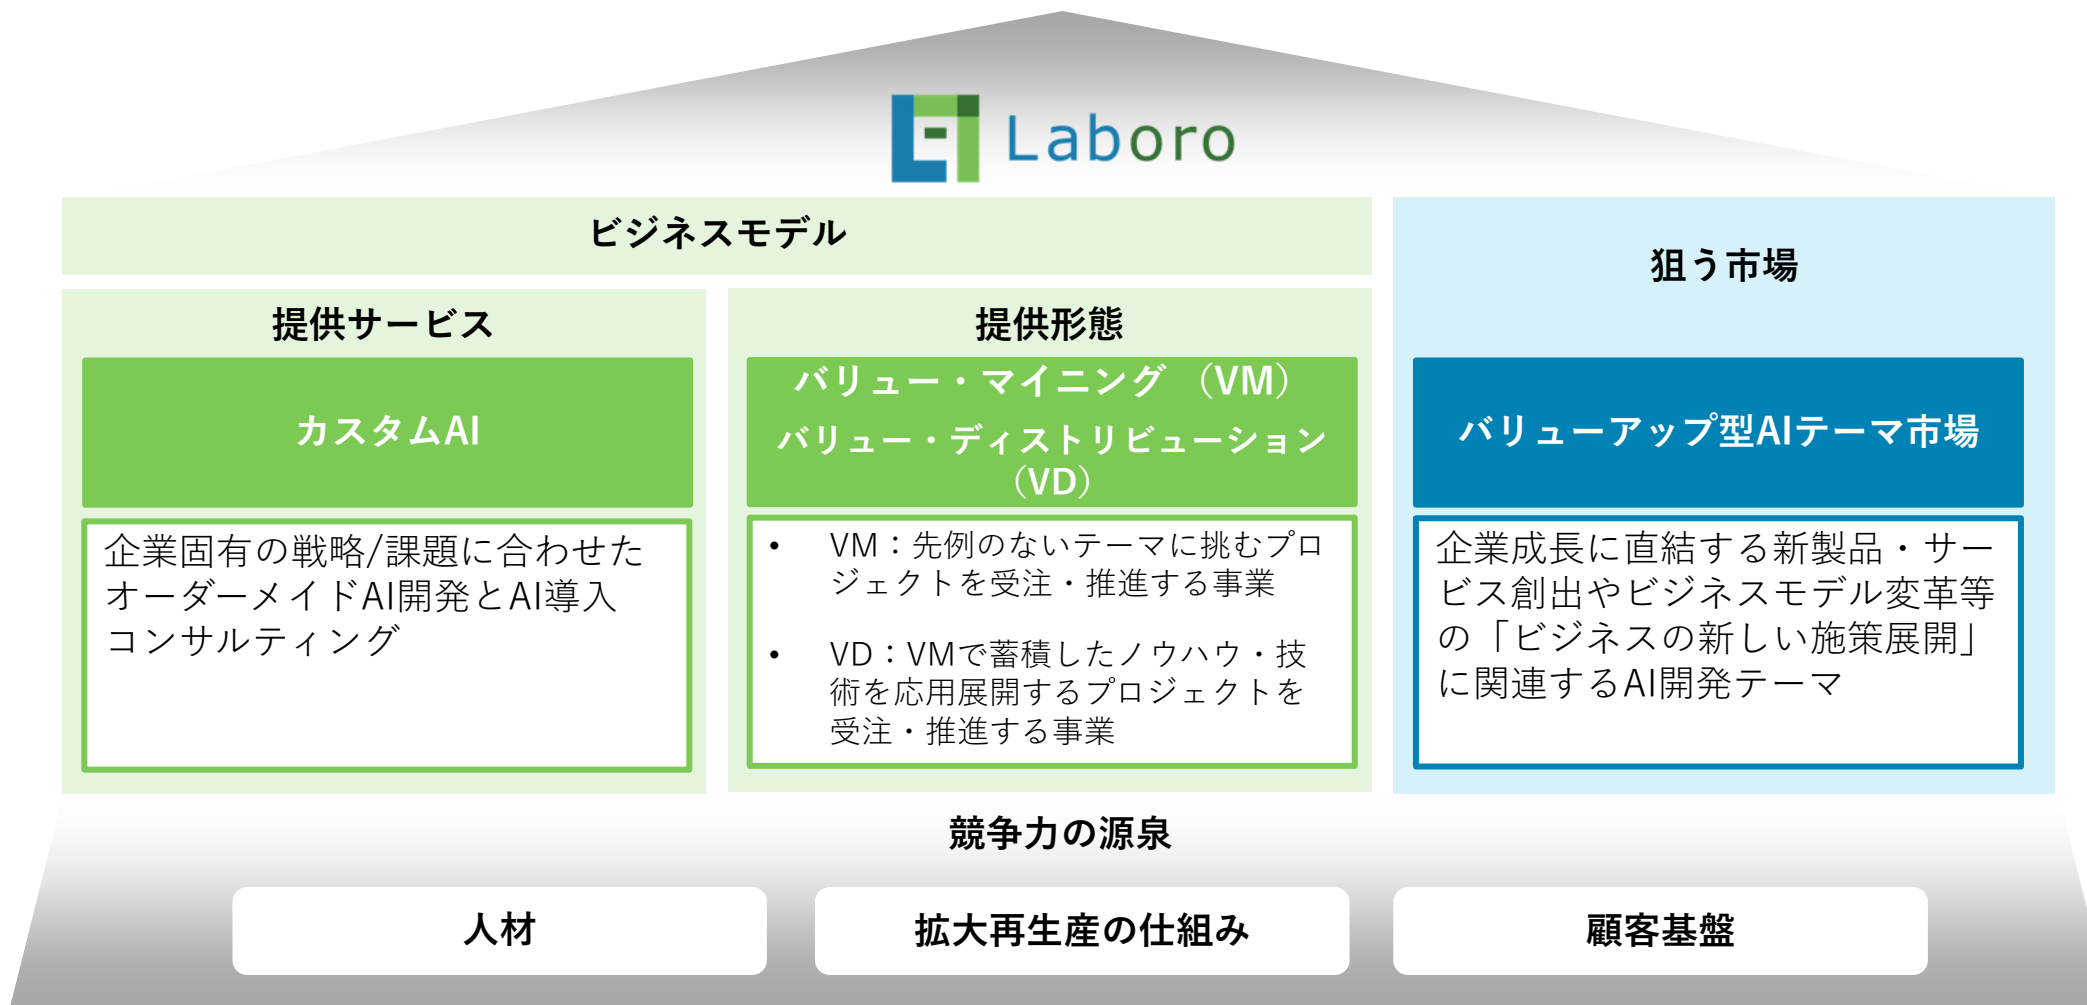 Laboro
ビジネスモデル
狙う市場
提供サービス
提供形態
カスタムAI
バリュー・マイニング （VM）
バリュー・ディストリビューション
（VD）
バリューアップ型AIテーマ市場
企業固有の戦略/課題に合わせた
オーダーメイドAI開発とAI導入
コンサルティング
• VM：先例のないテーマに挑むプロ
ジェクトを受注・推進する事業
• VD：VMで蓄積したノウハウ・技
術を応用展開するプロジェクトを
受注・推進する事業
企業成長に直結する新製品・サー
ビス創出やビジネスモデル変革等
の「ビジネスの新しい施策展開」
に関連するAI開発テーマ
競争力の源泉
人材
拡大再生産の仕組み
顧客基盤